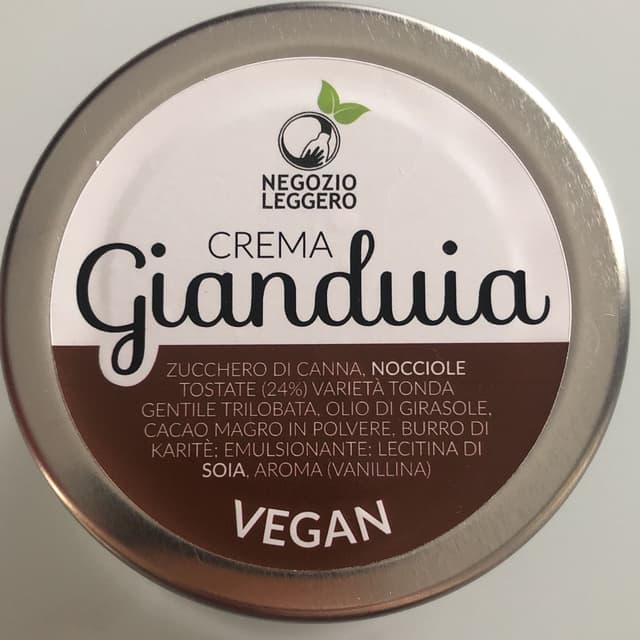 NEGOZIO
LEGGERO
CREMA
Gianduia
ZUCCHERO DI CANNA, NOCCIOLE
TOSTATE (24%) VARIETÀ TONDA
GENTILE TRILOBATA, OLIO DI GIRASOLE,
CACAO MAGRO IN POLVERE, BURRO DI
KARITÈ; EMULSIONANTE: LECITINA DI
SOIA, AROMA (VANILLINA)
VEGAN